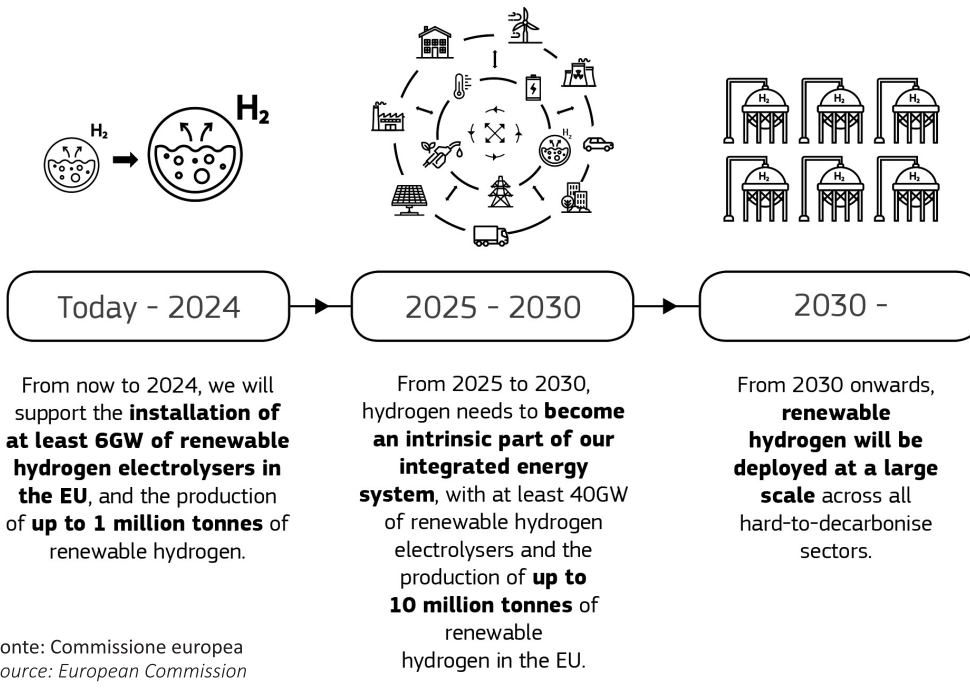 H₂
H₂
H₂
H₂
H₂
H₂
H₂
H₂
H₂
Today - 2024
2025 - 2030
2030 -
From now to 2024, we will
support the installation of
at least 6GW of renewable
hydrogen electrolysers in
the EU, and the production
of up to 1 million tonnes of
renewable hydrogen.
From 2025 to 2030,
hydrogen needs to become
an intrinsic part of our
integrated energy
system, with at least 40GW
of renewable hydrogen
electrolysers and the
production of up to
10 million tonnes of
renewable
hydrogen in the EU.
From 2030 onwards,
renewable
hydrogen will be
deployed at a large
scale across all
hard-to-decarbonise
sectors.
onte: Commissione europea
ource: European Commission